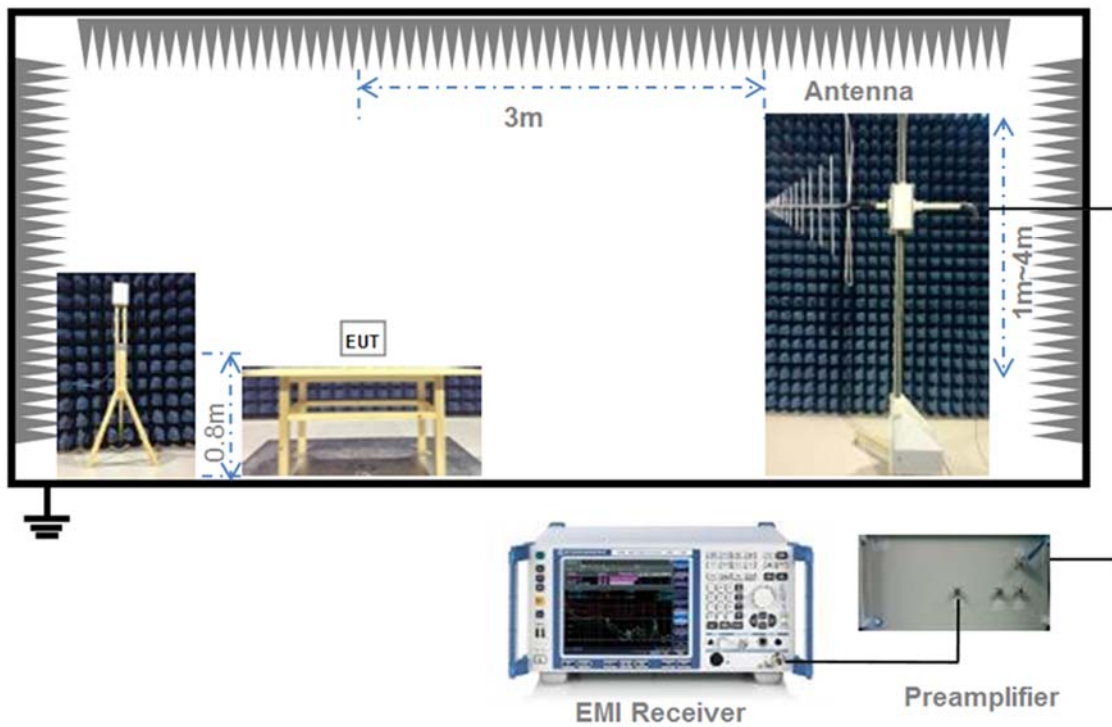 Antenna
3m
1m~4m
EUT
0.8m
EMI Receiver
Preamplifier